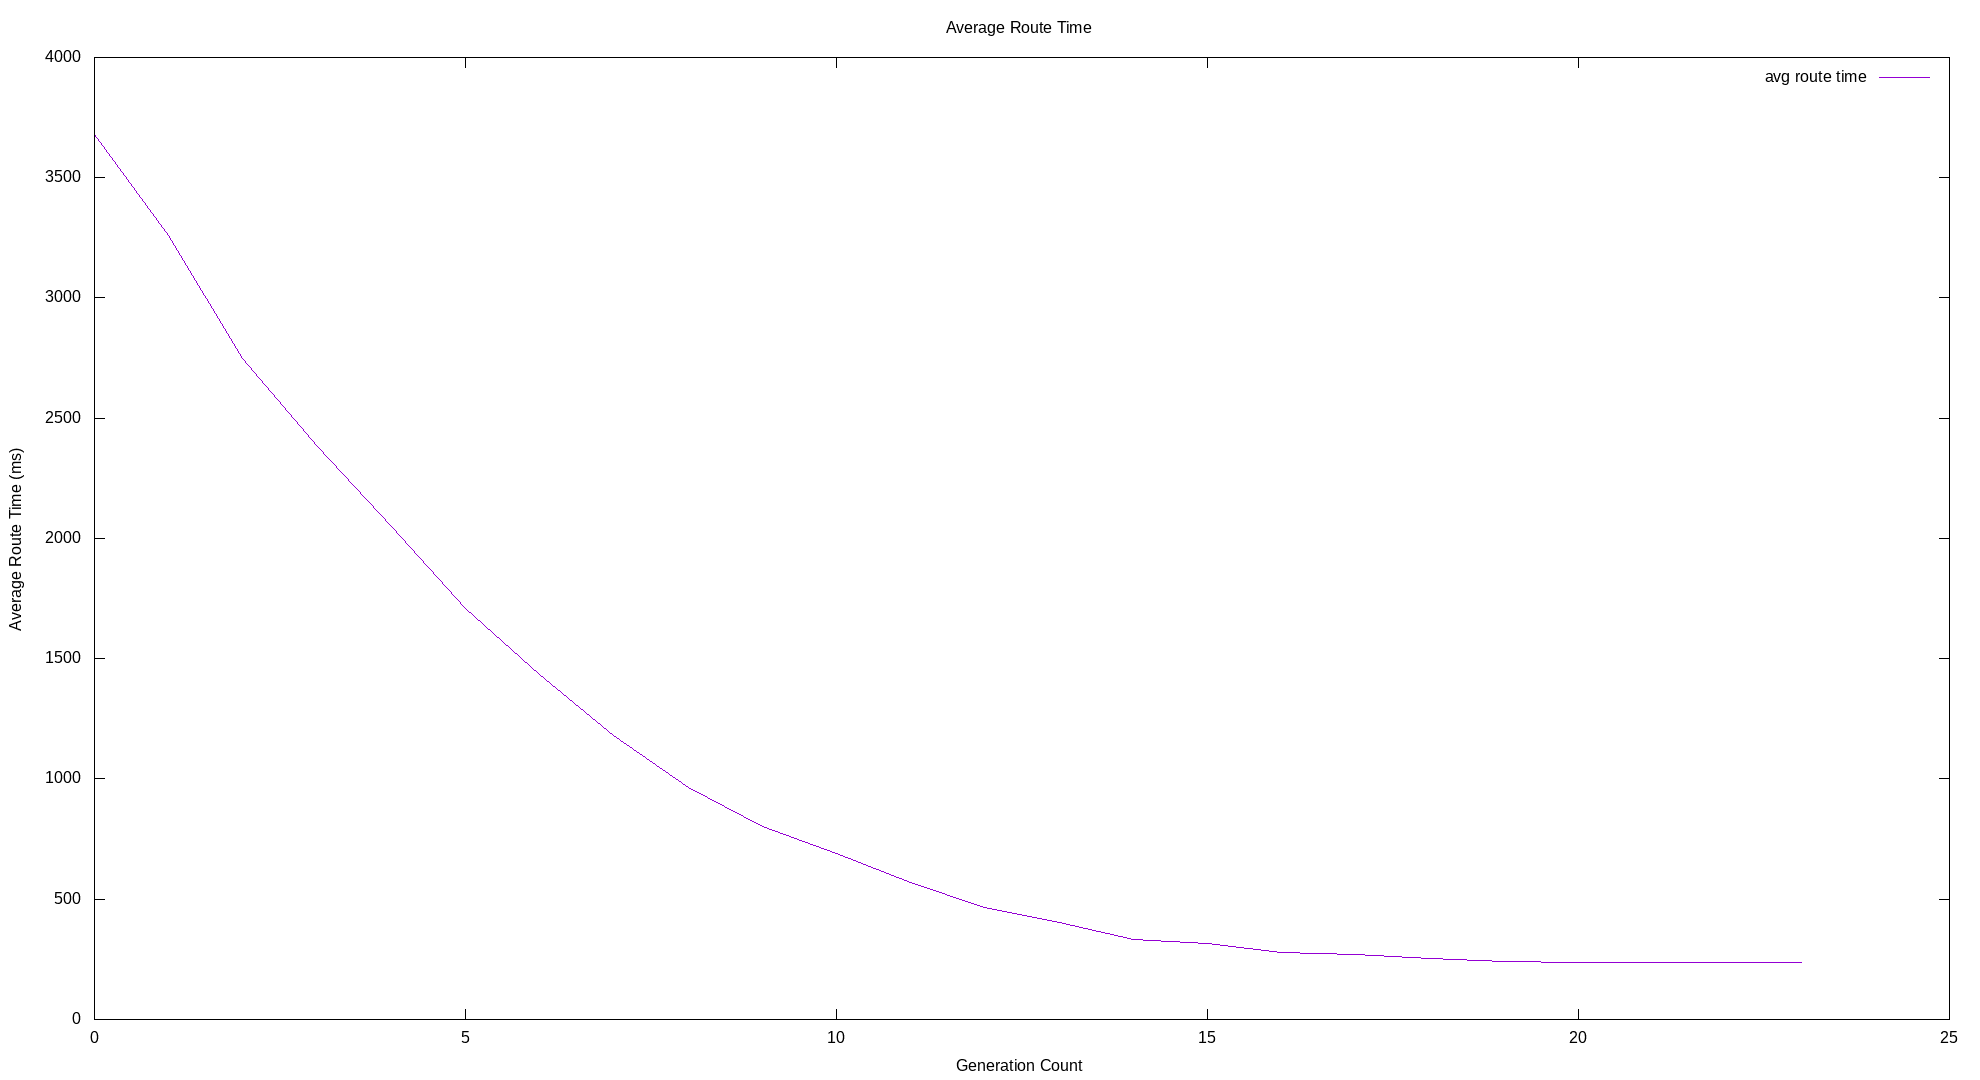 Average Route Time
avg route time
4000
3500
3000
2500
2000
1500
1000
500
0
Average Route Time (ms)
0 5 10 15 20 25
Generation Count